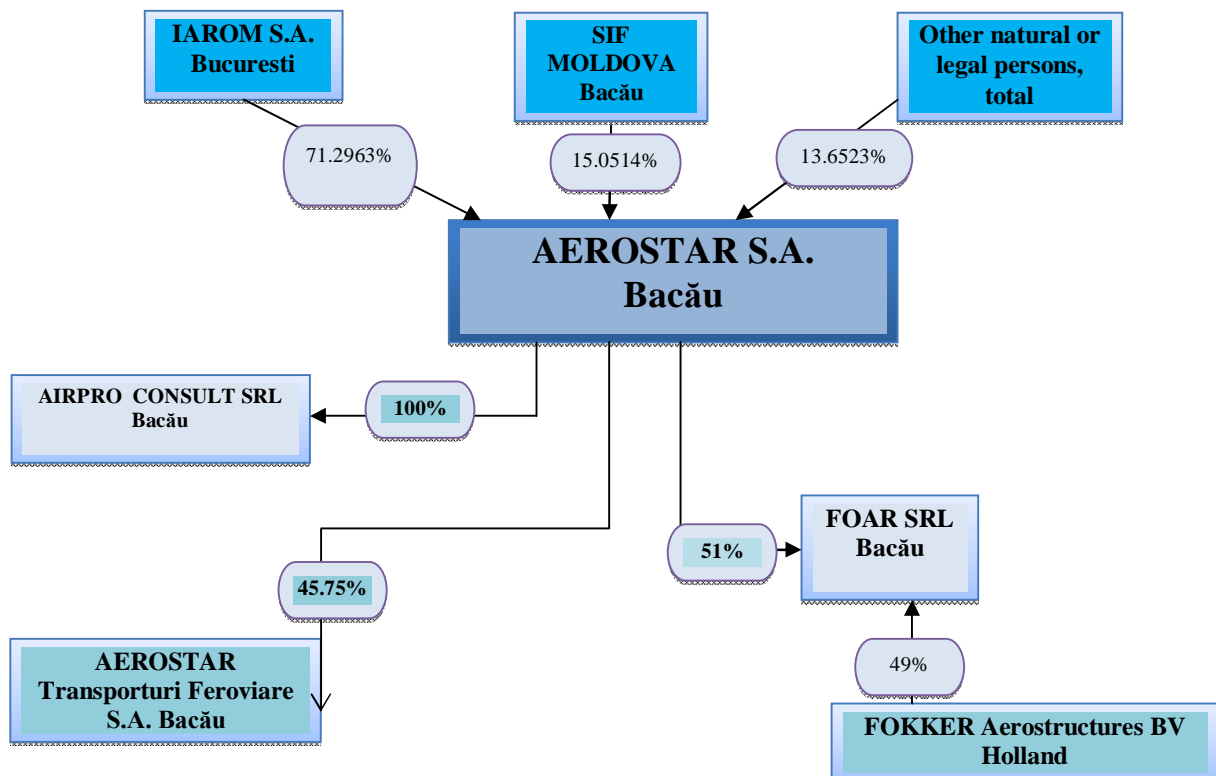 IAROM S.A.
Bucuresti
SIF
MOLDOVA
Bacău
Other natural or
legal persons,
total
71.2963%
15.0514%
13.6523%
AEROSTAR S.A.
Bacău
AIRPRO CONSULT SRL
Bacău
100%
FOAR SRL
Bacău
51%
45.75%
AEROSTAR
Transporturi Feroviare
S.A. Bacău
49%
FOKKER Aerostructures BV
Holland